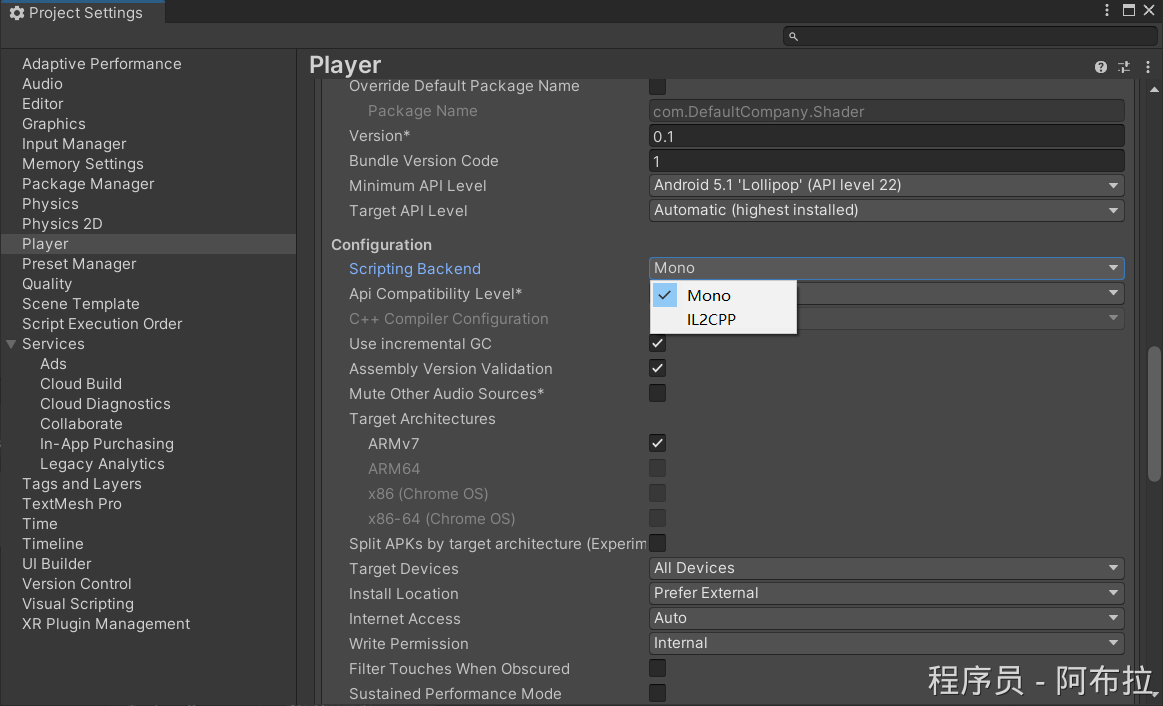 Project Settings
Adaptive Performance
Audio
Editor
Graphics
Input Manager
Memory Settings
Package Manager
Physics
Physics 2D
Player
Preset Manager
Quality
Scene Template
Script Execution Order
Services
Ads
Cloud Build
Cloud Diagnostics
Collaborate
In-App Purchasing
Legacy Analytics
Tags and Layers
TextMesh Pro
Time
Timeline
UI Builder
Version Control
Visual Scripting
XR Plugin Management
Player
Override Default Package Name
Package Name com.DefaultCompany.Shader
Version* 0.1
Bundle Version Code 1
Minimum API Level Android 5.1 'Lollipop' (API level 22)
Target API Level Automatic (highest installed)
Configuration
Scripting Backend Mono
Mono
IL2CPP
Api Compatibility Level*
C++ Compiler Configuration
Use incremental GC
Assembly Version Validation
Mute Other Audio Sources*
Target Architectures
ARMv7
ARM64
x86 (Chrome OS)
x86-64 (Chrome OS)
Split APKs by target architecture (Experim
Target Devices All Devices
Install Location Prefer External
Internet Access Auto
Write Permission Internal
Filter Touches When Obscured
Sustained Performance Mode
程序员 - 阿布拉